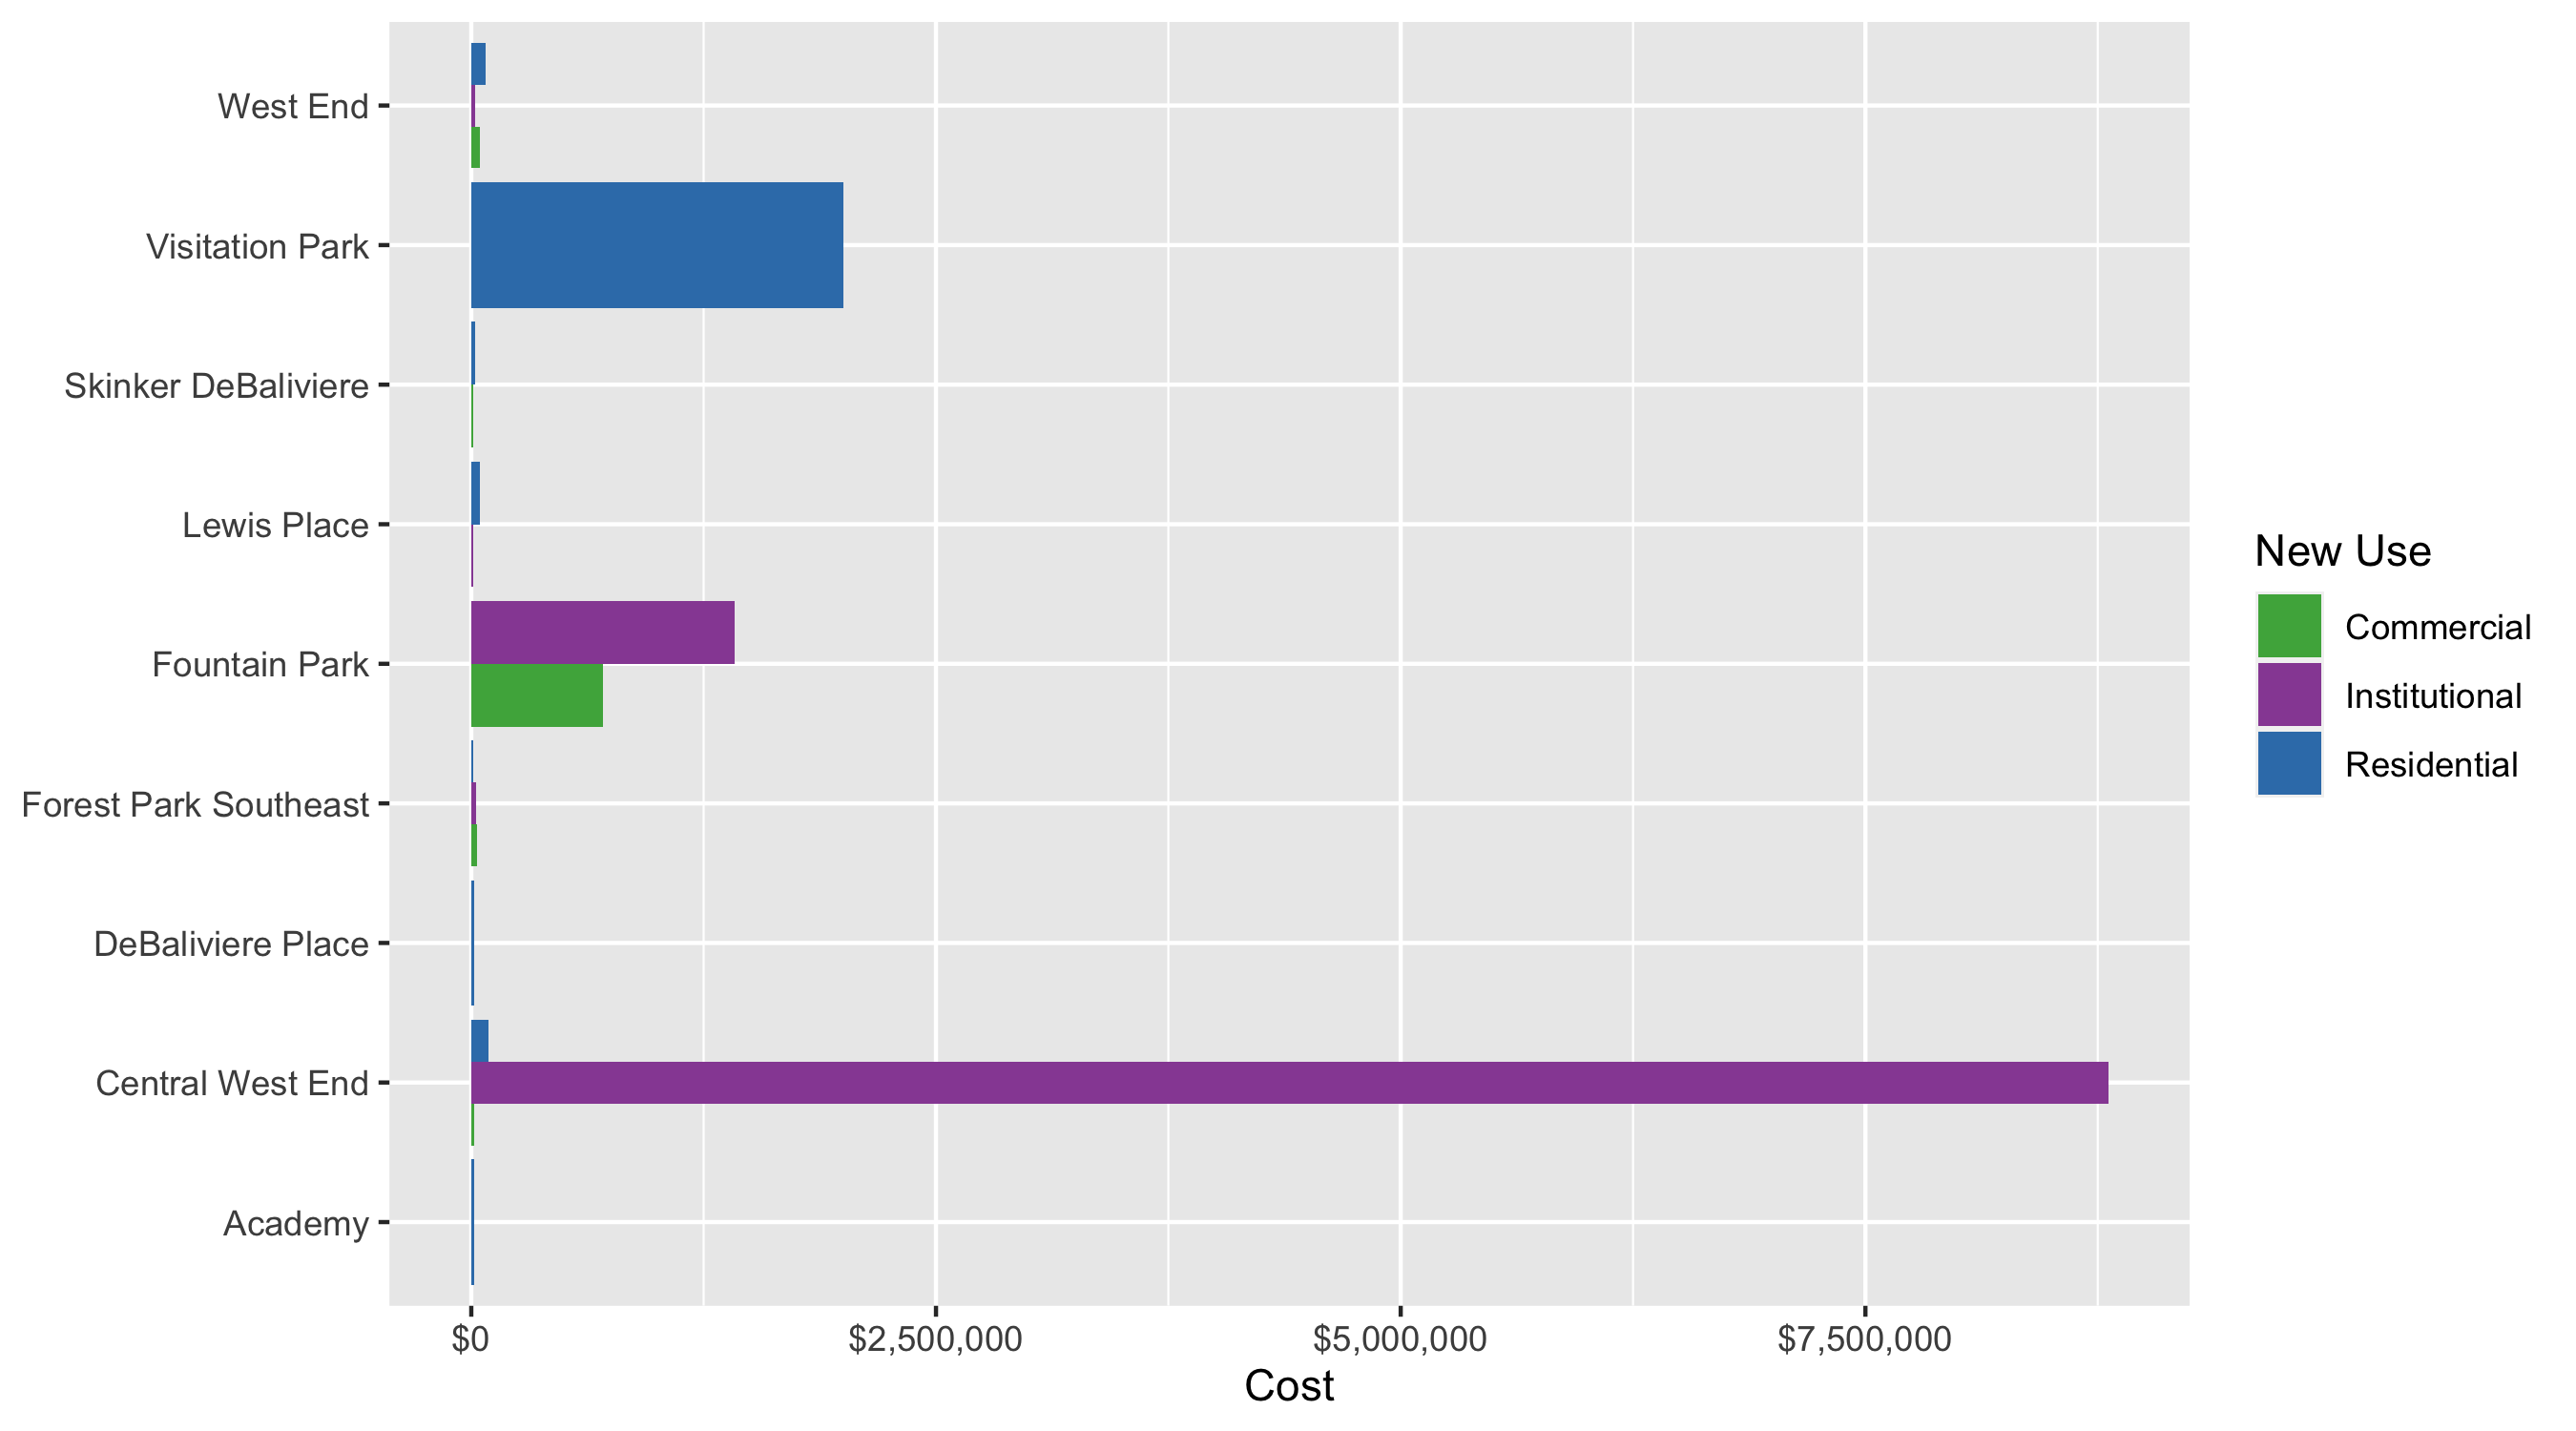 West End
Visitation Park
Skinker DeBaliviere
Lewis Place
Fountain Park
Forest Park Southeast
DeBaliviere Place
Central West End
Academy
$0
$2,500,000
$5,000,000
$7,500,000
Cost
New Use
Commercial
Institutional
Residential